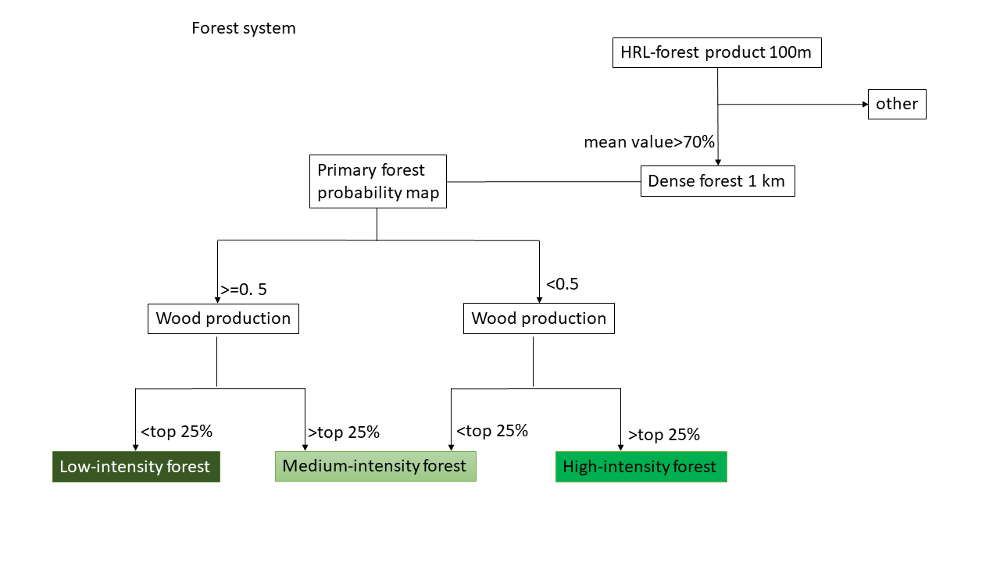 Forest system
HRL-forest product 100m
other
mean value>70%
Primary forest
probability map
Dense forest 1 km
>=0. 5
<0.5
Wood production
Wood production
<top 25%
>top 25%
<top 25%
>top 25%
Low-intensity forest
Medium-intensity forest
High-intensity forest